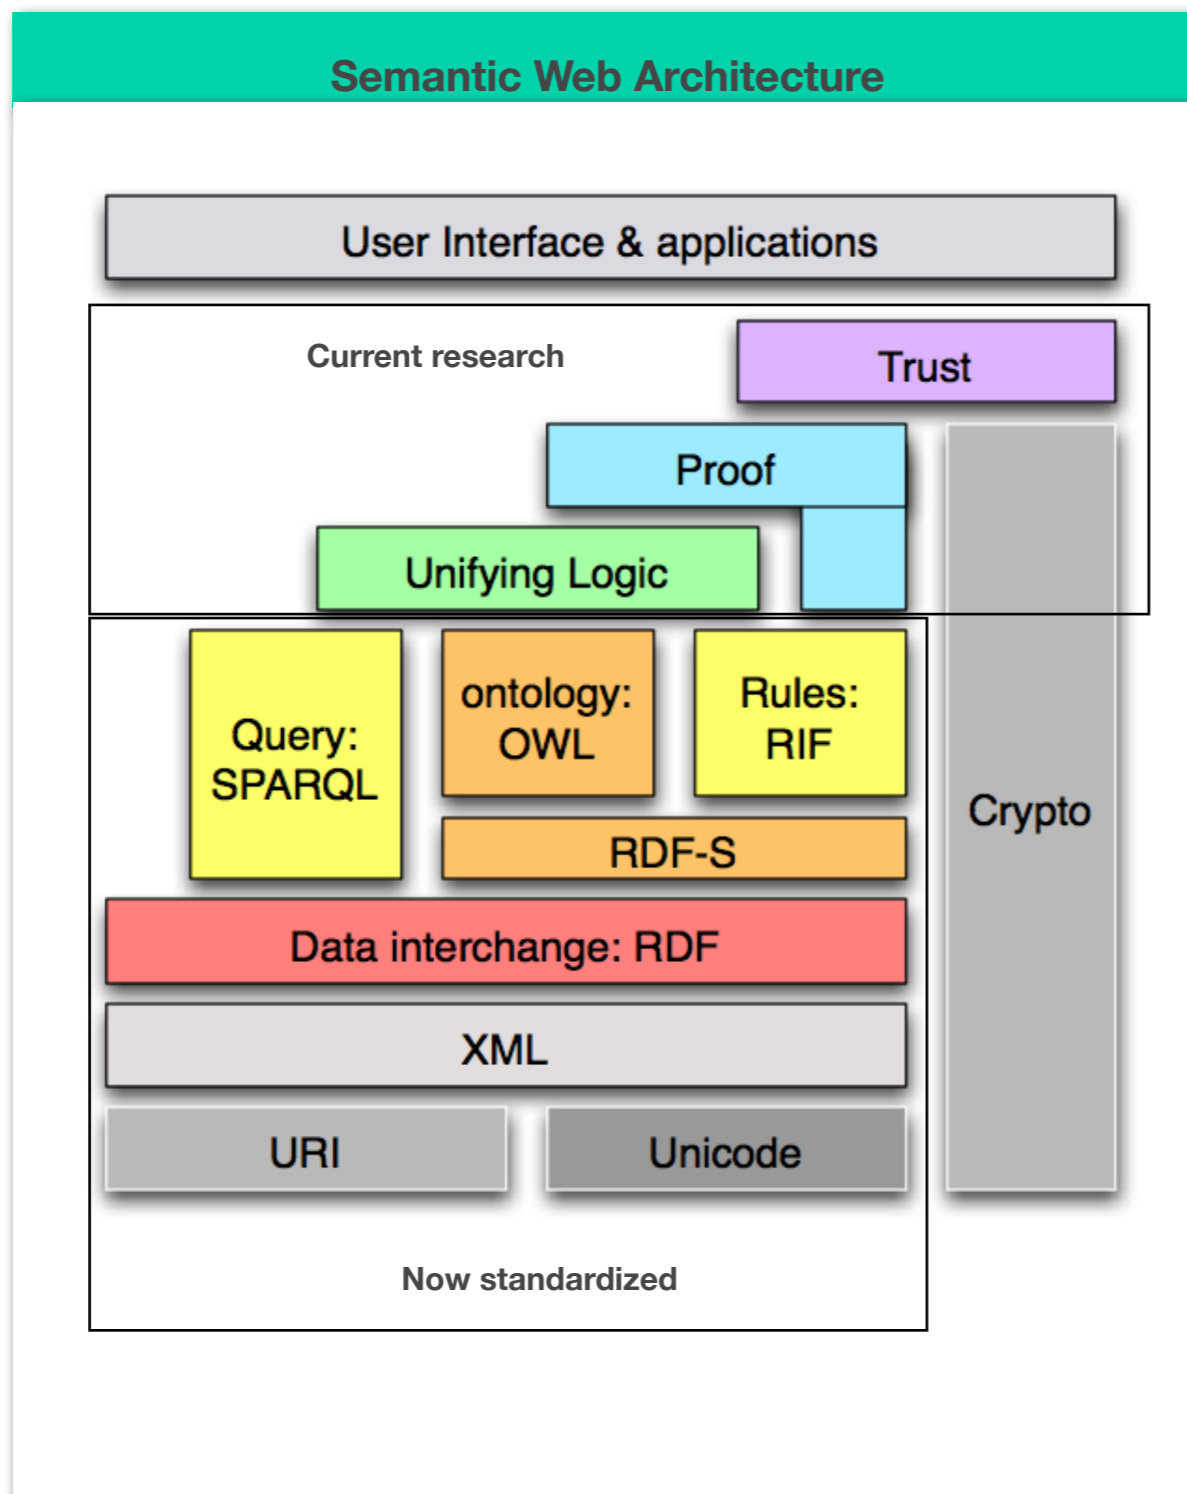 Semantic Web Architecture
User Interface & applications
Current research
Trust
Proof
Unifying Logic
Query:
SPARQL
ontology:
OWL
Rules:
RIF
Crypto
RDF-S
Data interchange: RDF
XML
URI
Unicode
Now standardized